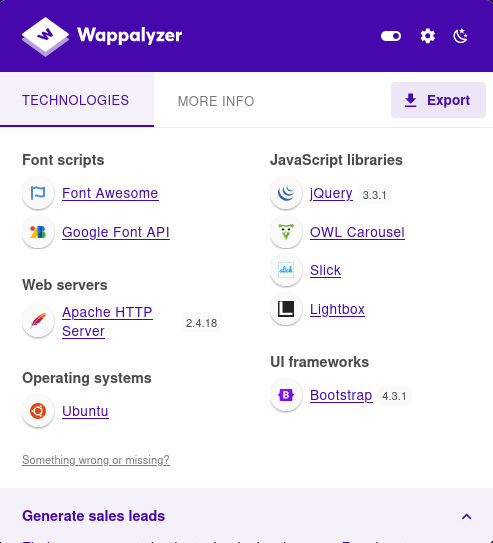 Wappalyzer
TECHNOLOGIES
MORE INFO
Export
Font scripts
Font Awesome
Google Font API
Web servers
Apache HTTP
Server
2.4.18
Operating systems
Ubuntu
Something wrong or missing?
JavaScript libraries
jQuery 3.3.1
OWL Carousel
slick
Slick
Lightbox
UI frameworks
B
Bootstrap 4.3.1
Generate sales leads